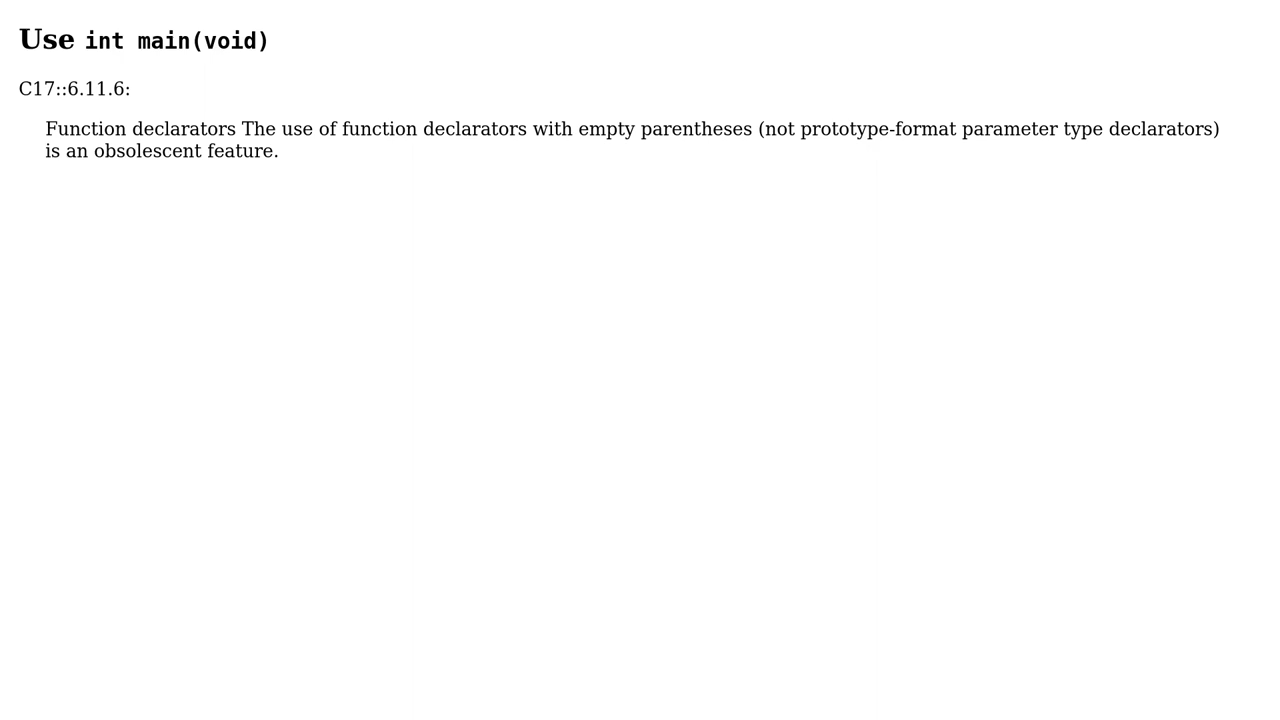 Use int main(void)
C17::6.11.6:
Function declarators The use of function declarators with empty parentheses (not prototype-format parameter type declarators)
is an obsolescent feature.